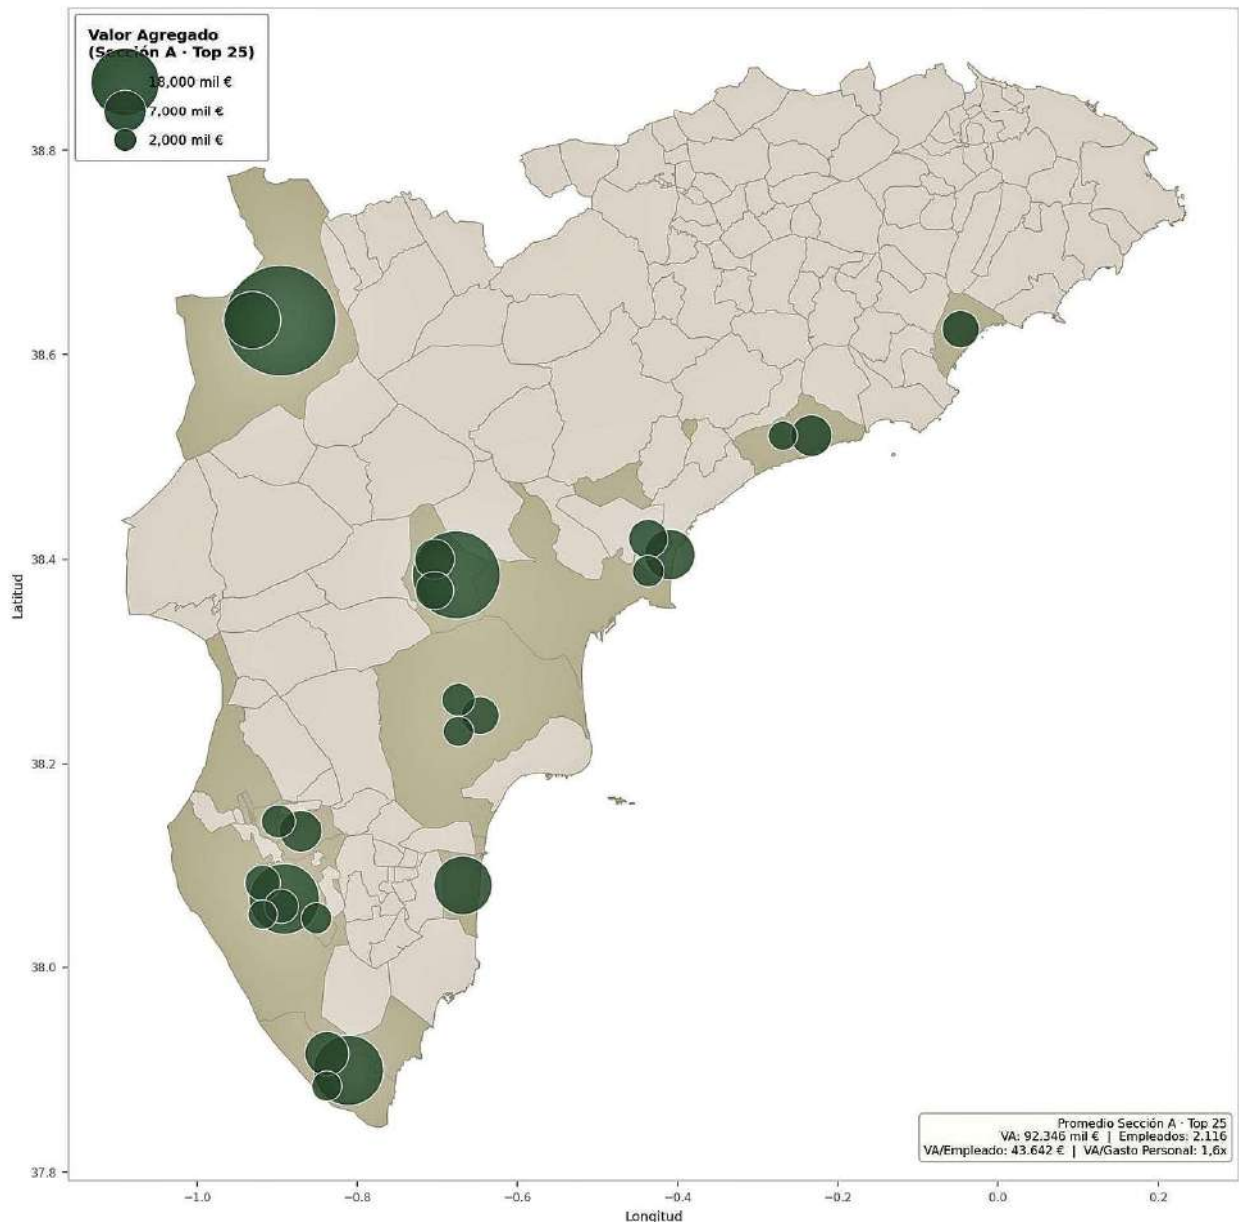 Valor Agregado
(Sección A · Top 25)
18,000 mil €
7,000 mil €
2,000 mil €
38.8
38.6
38.4
38.2
38.0
37.8
Latitud
−1.0
−0.8
−0.6
−0.4
−0.2
0.0
0.2
Longitud
Promedio Sección A · Top 25
VA: 92.346 mil € | Empleados: 2.116
VA/Empleado: 43.642 € | VA/Gasto Personal: 1,6x